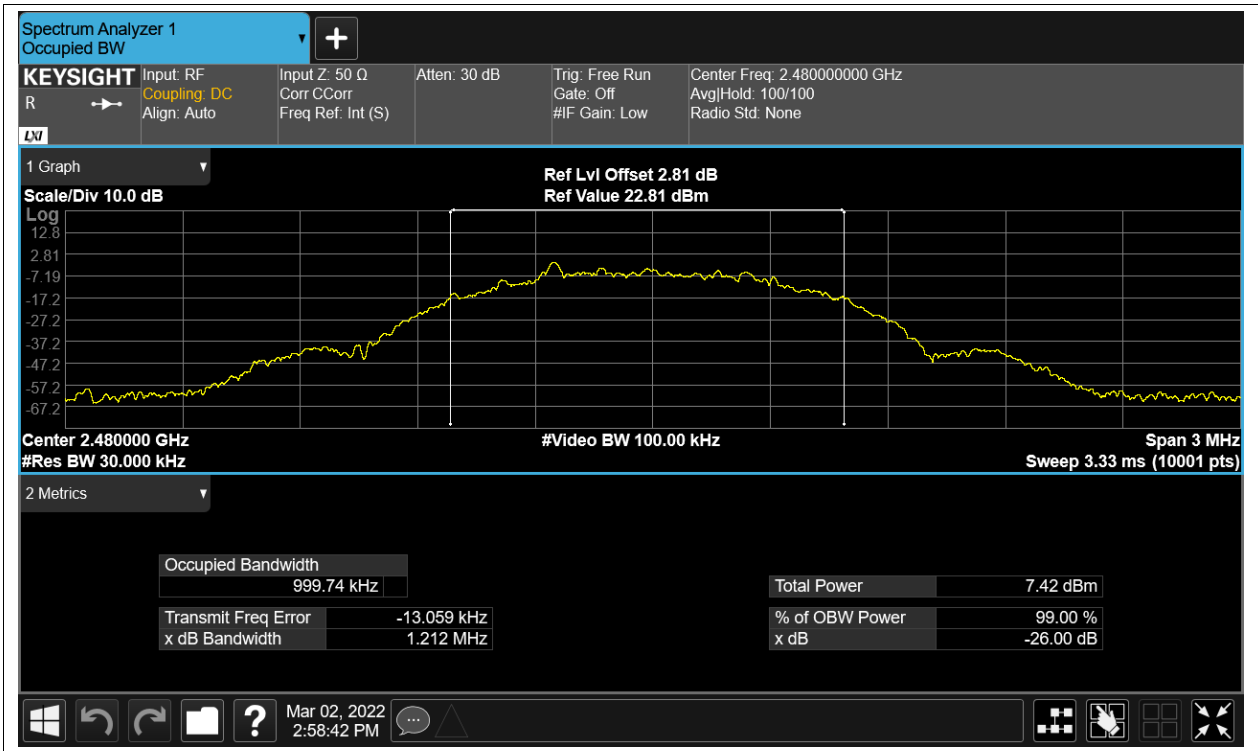 Spectrum Analyzer 1
Occupied BW
KEYSIGHT
R
LXI
Input: RF
Coupling: DC
Align: Auto
Input Z: 50 Ω
Corr CCorr
Freq Ref: Int (S)
Atten: 30 dB
Trig: Free Run
Gate: Off
#IF Gain: Low
Center Freq: 2.480000000 GHz
Avg|Hold: 100/100
Radio Std: None
1 Graph
Scale/Div 10.0 dB
Ref Lvl Offset 2.81 dB
Ref Value 22.81 dBm
Log
12.8
2.81
-7.19
-17.2
-27.2
-37.2
-47.2
-57.2
-67.2
Center 2.480000 GHz
#Res BW 30.000 kHz
#Video BW 100.00 kHz
Span 3 MHz
Sweep 3.33 ms (10001 pts)
2 Metrics
Occupied Bandwidth
999.74 kHz
Transmit Freq Error -13.059 kHz
x dB Bandwidth 1.212 MHz
Total Power 7.42 dBm
% of OBW Power 99.00 %
x dB -26.00 dB
?
Mar 02, 2022
2:58:42 PM